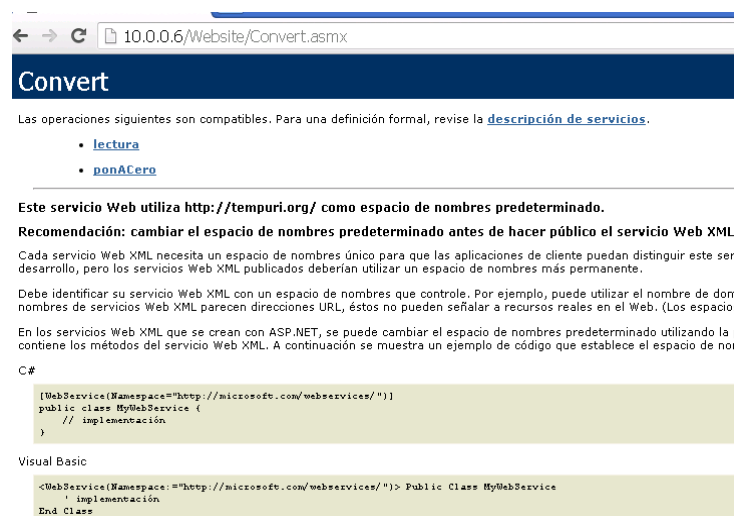 10.0.0.6/Website/Convert.asmx
Convert
Las operaciones siguientes son compatibles. Para una definición formal, revise la descripción de servicios.
• lectura
• ponACero
Este servicio Web utiliza http://tempuri.org/ como espacio de nombres predeterminado.
Recomendación: cambiar el espacio de nombres predeterminado antes de hacer público el servicio Web XML
Cada servicio Web XML necesita un espacio de nombres único para que las aplicaciones de cliente puedan distinguir este ser
desarrollo, pero los servicios Web XML publicados deberían utilizar un espacio de nombres más permanente.
Debe identificar su servicio Web XML con un espacio de nombres que controle. Por ejemplo, puede utilizar el nombre de dom
nombres de servicios Web XML parecen direcciones URL, éstos no pueden señalar a recursos reales en el Web. (Los espacio
En los servicios Web XML que se crean con ASP.NET, se puede cambiar el espacio de nombres predeterminado utilizando la
contiene los métodos del servicio Web XML. A continuación se muestra un ejemplo de código que establece el espacio de no
C#
[WebService(Namespace="http://microsoft.com/webservices/")]
public class MyWebService {
// implementación
}
Visual Basic
<WebService(Namespace:="http://microsoft.com/webservices/")> Public Class MyWebService
' implementación
End Class